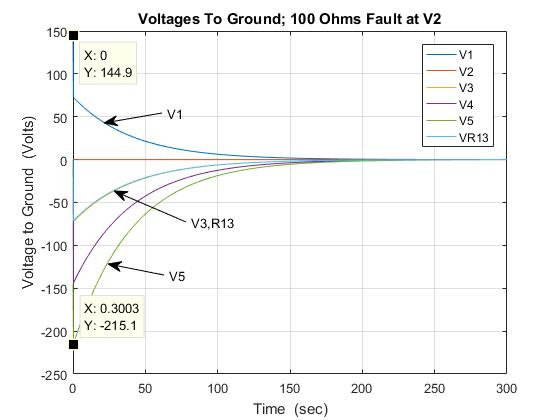 Voltages To Ground; 100 Ohms Fault at V2
150
100
50
0
-50
-100
-150
-200
-250
Voltage to Ground (Volts)
X: 0
Y: 144.9
V1
V3,R13
V5
X: 0.3003
Y: -215.1
V1
V2
V3
V4
V5
VR13
0
50
100
150
200
250
300
Time (sec)